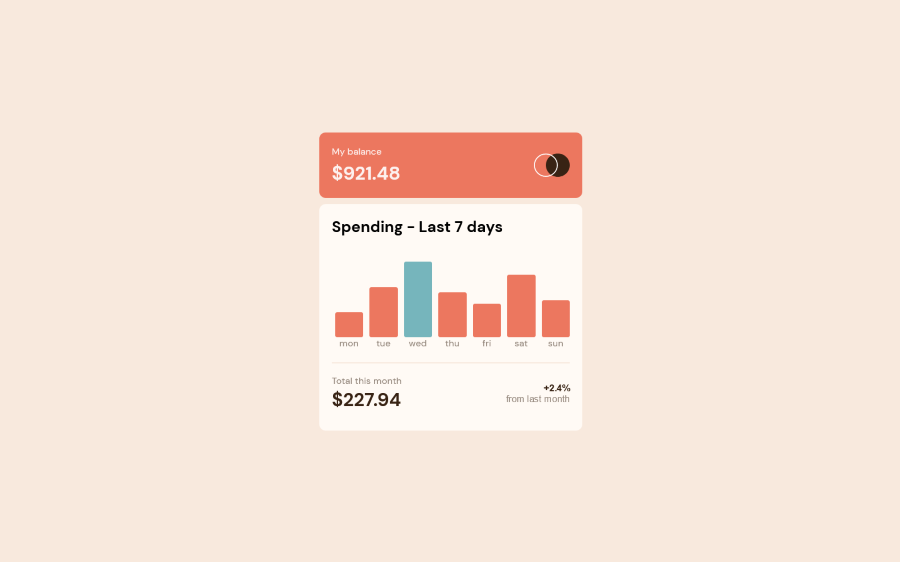 My balance
$921.48
Spending - Last 7 days
mon tue wed thu fri sat sun
Total this month
$227.94
+2.4%
from last month